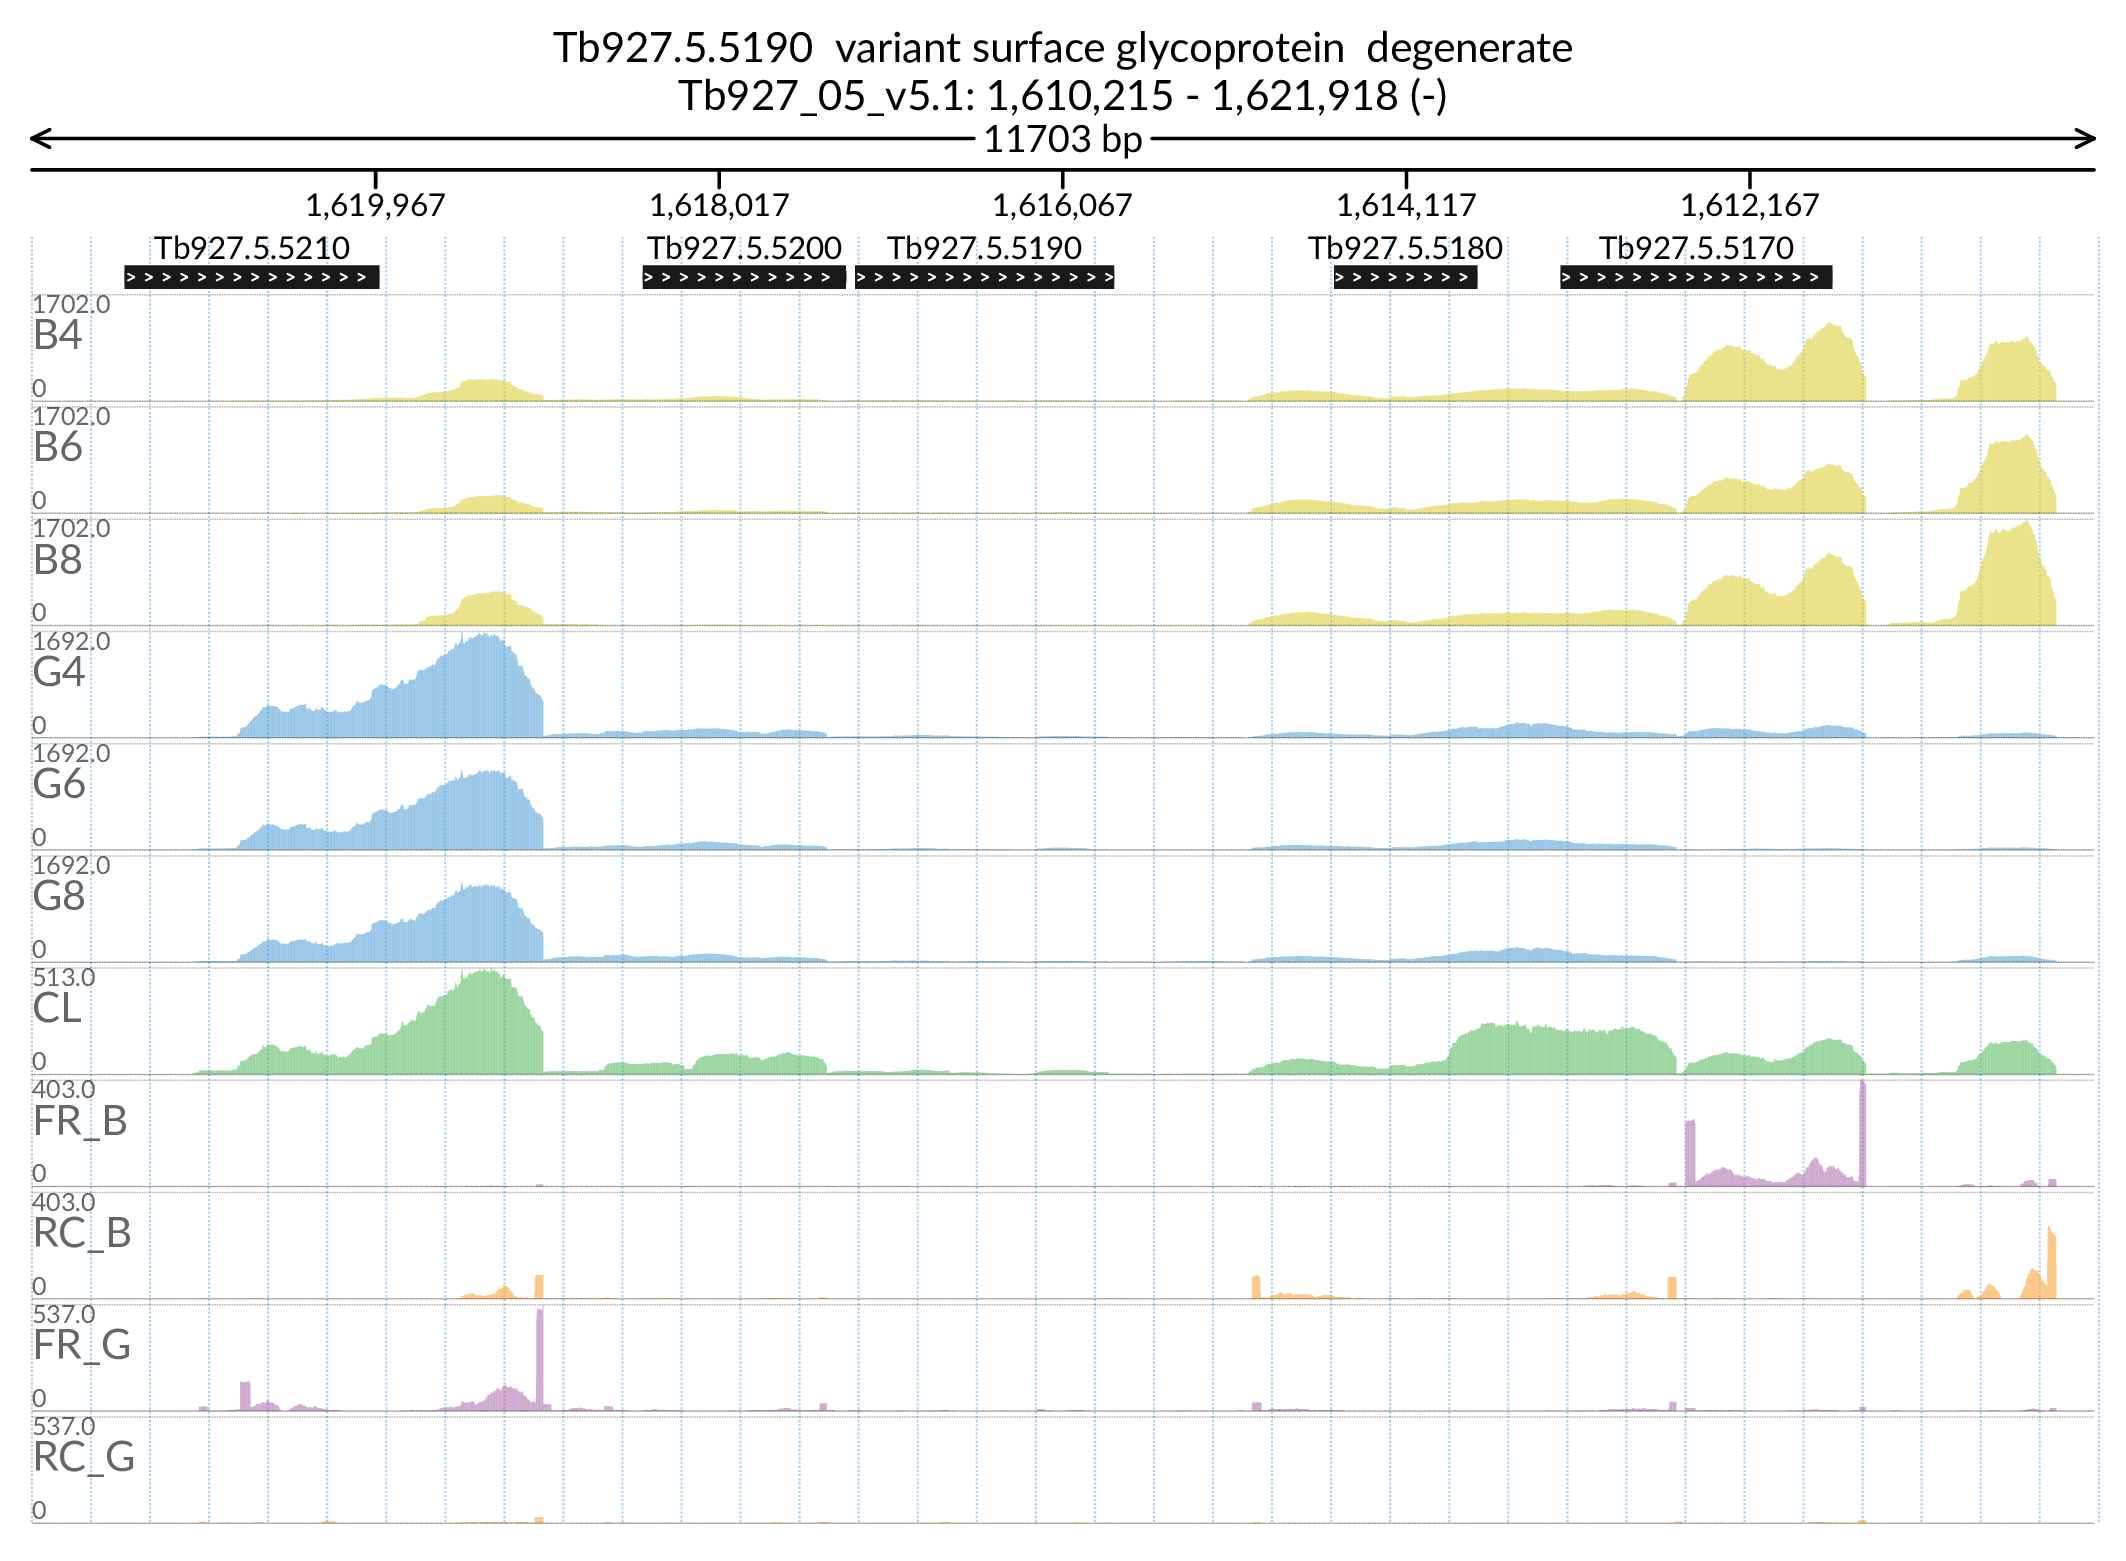 Tb927.5.5190 variant surface glycoprotein degenerate
Tb927_05_v5.1: 1,610,215 - 1,621,918 (-)
11703 bp
1,619,967 1,618,017 1,616,067 1,614,117 1,612,167
Tb927.5.5210 Tb927.5.5200 Tb927.5.5190 Tb927.5.5180 Tb927.5.5170
1702.0
B4
0
1702.0
B6
0
1702.0
B8
0
1692.0
G4
0
1692.0
G6
0
1692.0
G8
0
513.0
CL
0
403.0
FR_B
0
403.0
RC_B
0
537.0
FR_G
0
537.0
RC_G
0